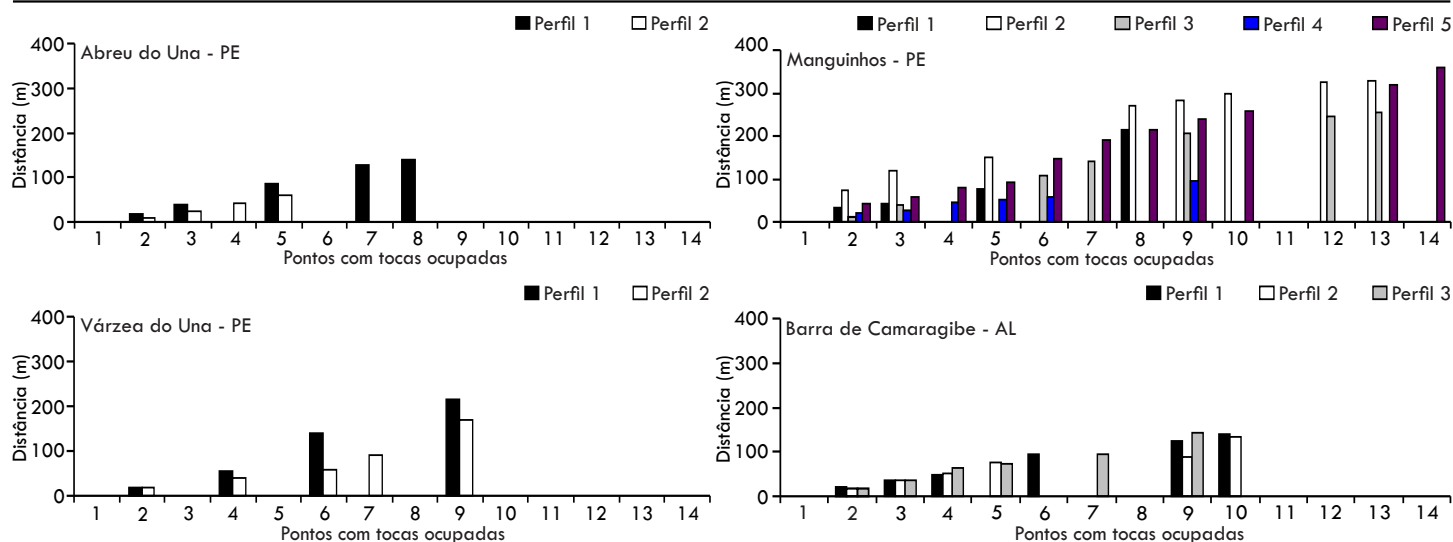 Perfil 1 Perfil 2
Abreu do Una - PE
Distância (m)
400
300
200
100
0
1 2 3 4 5 6 7 8 9 10 11 12 13 14
Pontos com tocas ocupadas
Perfil 1 Perfil 2 Perfil 3 Perfil 4 Perfil 5
Manguinhos - PE
Distância (m)
400
300
200
100
0
1 2 3 4 5 6 7 8 9 10 11 12 13 14
Pontos com tocas ocupadas
Perfil 1 Perfil 2
Várzea do Una - PE
Distância (m)
400
300
200
100
0
1 2 3 4 5 6 7 8 9 10 11 12 13 14
Pontos com tocas ocupadas
Perfil 1 Perfil 2 Perfil 3
Barra de Camaragibe - AL
Distância (m)
400
300
200
100
0
1 2 3 4 5 6 7 8 9 10 11 12 13 14
Pontos com tocas ocupadas